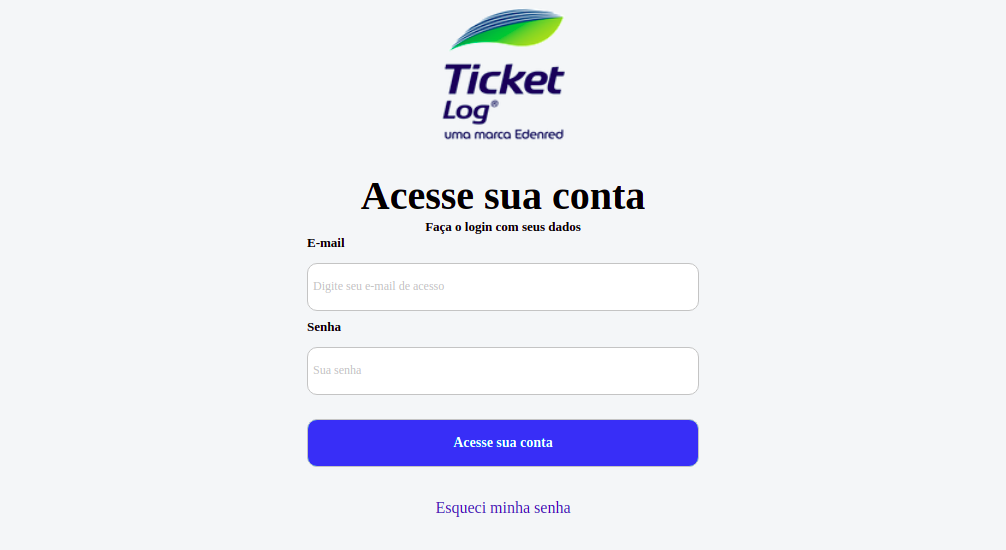 Ticket
Log®
uma marca Edenred
Acesse sua conta
Faça o login com seus dados
E-mail
Digite seu e-mail de acesso
Senha
Sua senha
Acesse sua conta
Esqueci minha senha